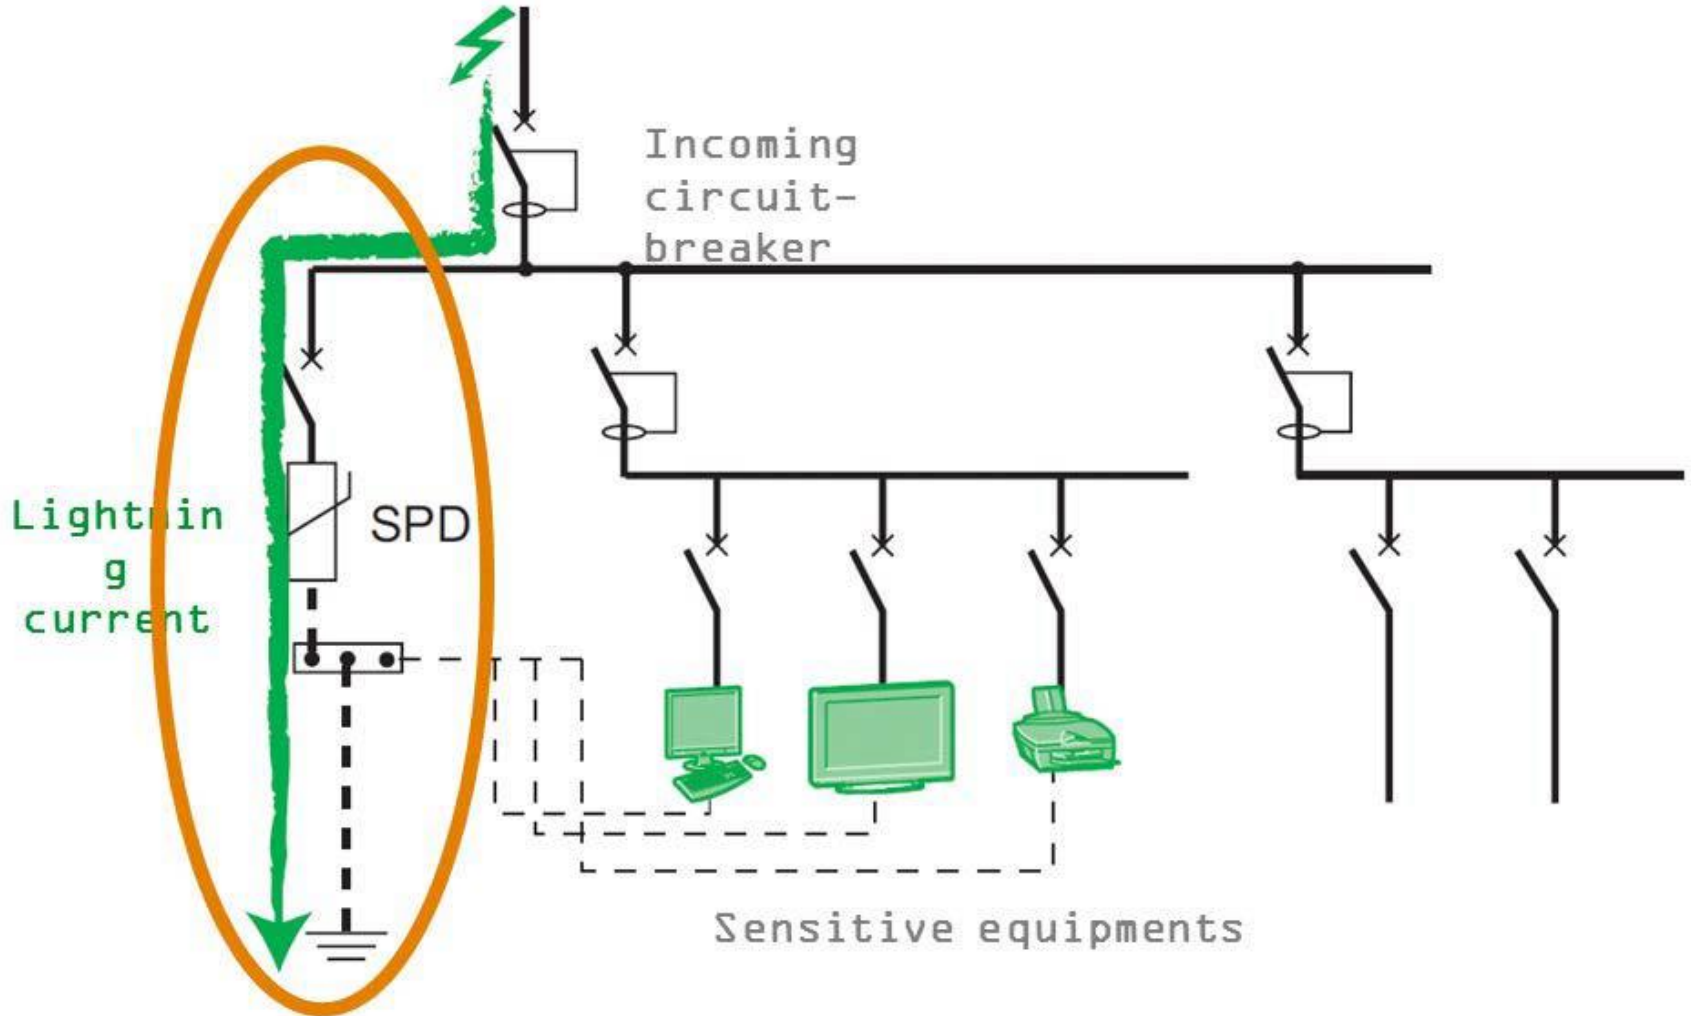 Incoming
circuit-
breaker
Lightnin
g
current
SPD
Sensitive equipments